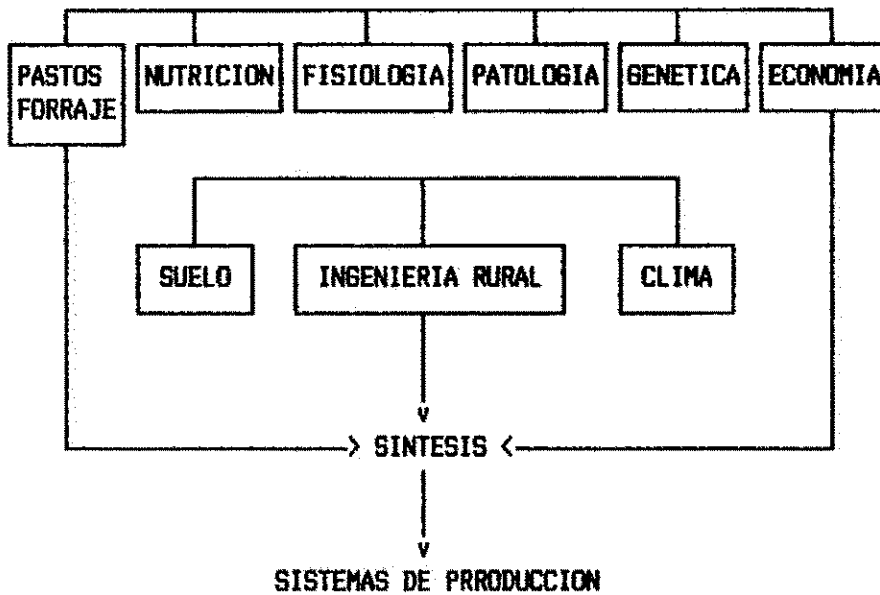 PASTOS
FORRAJE
NUTRICION
FISIOLOGIA
PATOLOGIA
GENETICA
ECONOMIA
SUELO
INGENIERIA RURAL
CLIMA
> SINTESIS <
SISTEMAS DE PRRODUCCION